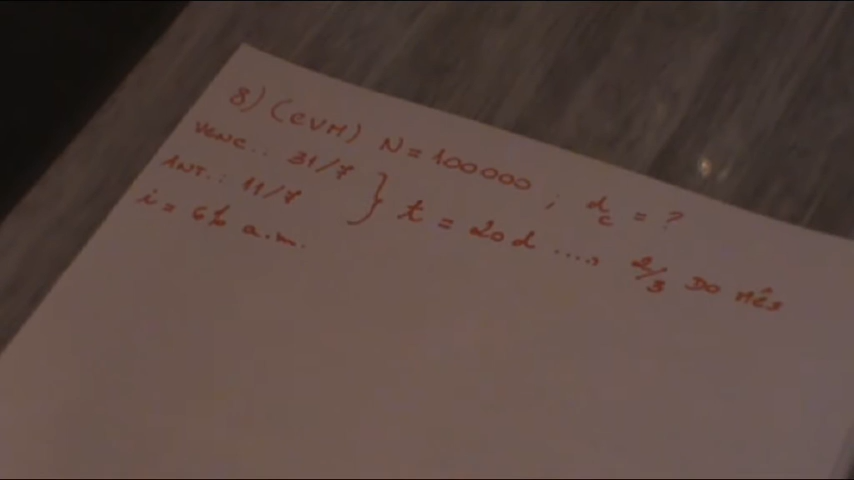 8) (CVM) N = 100000 ; dc = ?
VENC.: 31/7
ANT.: 11/7 } t = 20d .... 2/3 DO MÊS
i = 6% a.m.